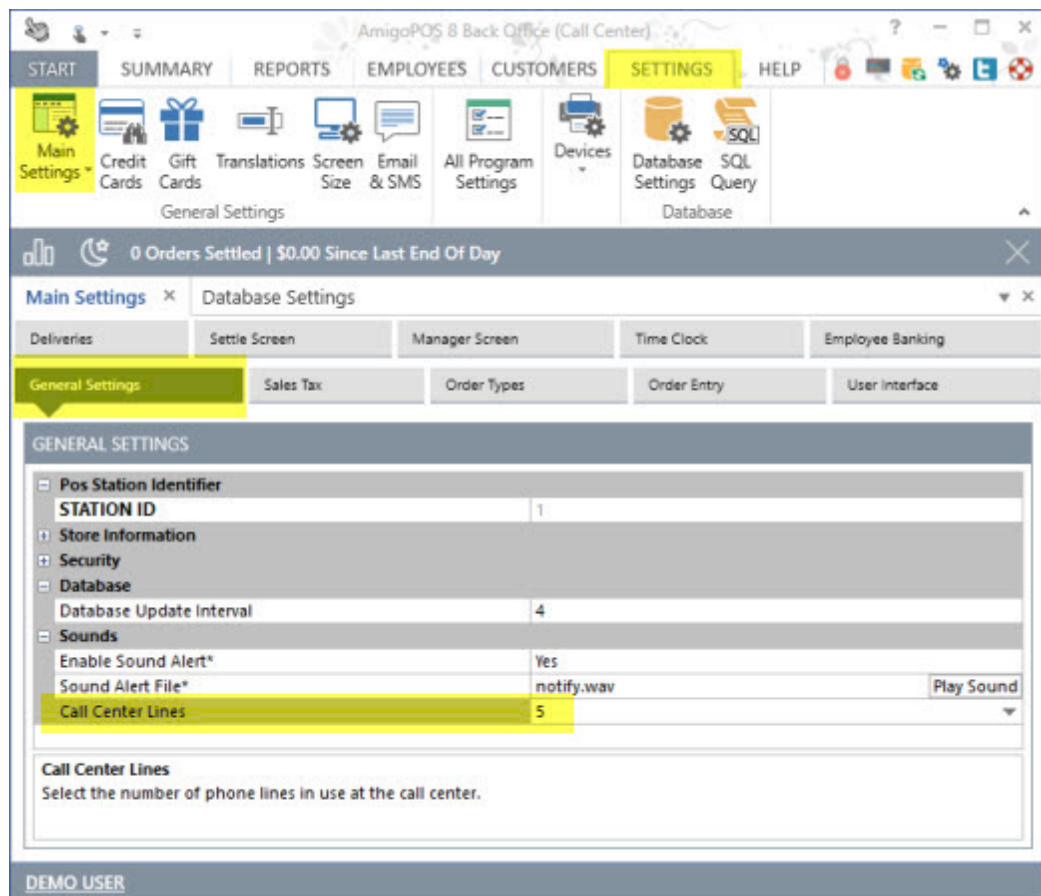 AmigoPOS 8 Back Office (Call Center)
START SUMMARY REPORTS EMPLOYEES CUSTOMERS SETTINGS HELP
Main Settings
Credit Cards
Gift Cards
Translations
Screen Size
Email & SMS
All Program Settings
Devices
Database Settings
SQL
SQL Query
General Settings
Database
0 Orders Settled | $0.00 Since Last End Of Day
Main Settings × Database Settings
Deliveries Settle Screen Manager Screen Time Clock Employee Banking
General Settings Sales Tax Order Types Order Entry User Interface
GENERAL SETTINGS
Pos Station Identifier
STATION ID 1
Store Information
Security
Database
Database Update Interval 4
Sounds
Enable Sound Alert* Yes
Sound Alert File* notify.wav Play Sound
Call Center Lines 5
Call Center Lines
Select the number of phone lines in use at the call center.
DEMO USER